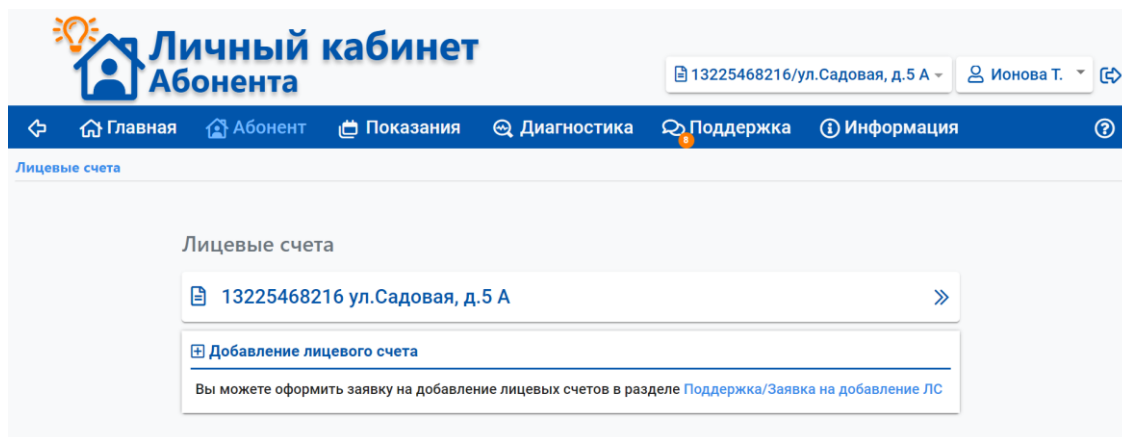 Личный кабинет
Абонента
13225468216/ул.Садовая, д.5 А
Ионова Т.
Главная Абонент Показания Диагностика Поддержка 8 Информация
Лицевые счета
Лицевые счета
13225468216 ул.Садовая, д.5 А
Добавление лицевого счета
Вы можете оформить заявку на добавление лицевых счетов в разделе Поддержка/Заявка на добавление ЛС